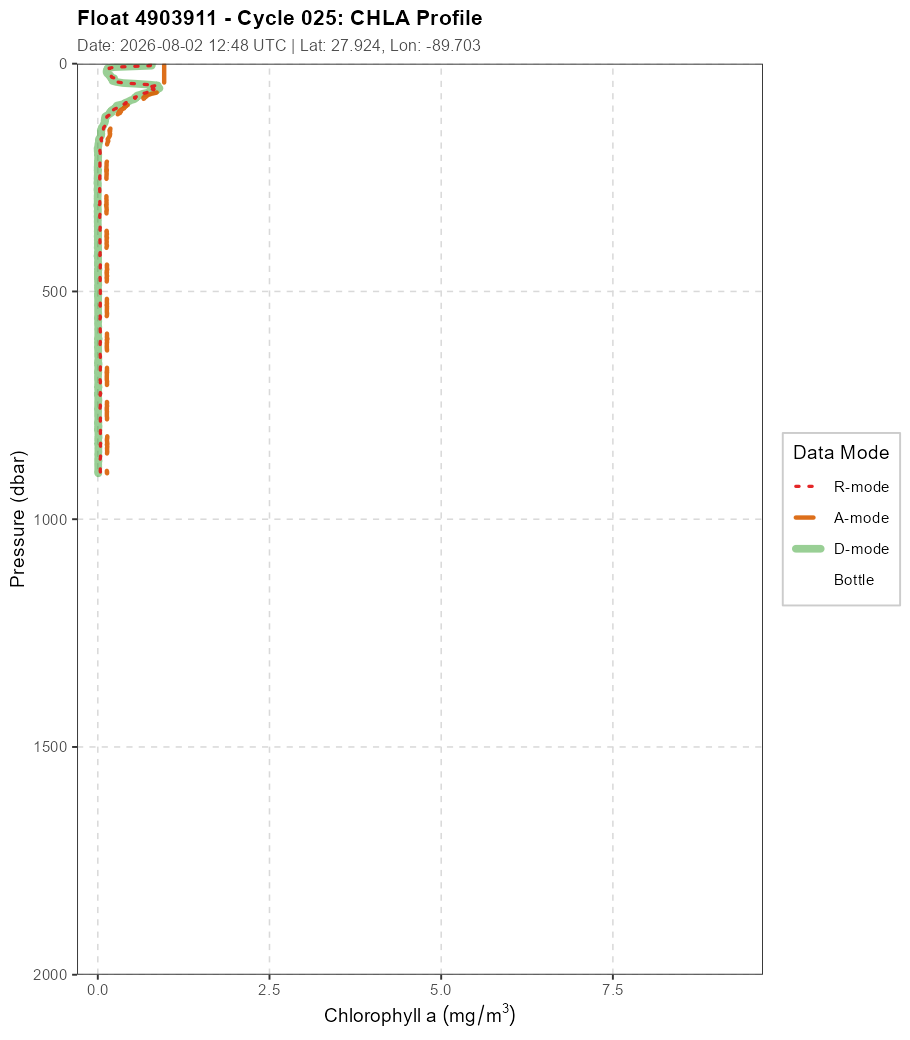 Float 4903911 - Cycle 025: CHLA Profile
Date: 2026-08-02 12:48 UTC | Lat: 27.924, Lon: -89.703
0
500
1000
1500
2000
Pressure (dbar)
0.0 2.5 5.0 7.5
Chlorophyll a (mg/m³)
Data Mode
R-mode
A-mode
D-mode
Bottle